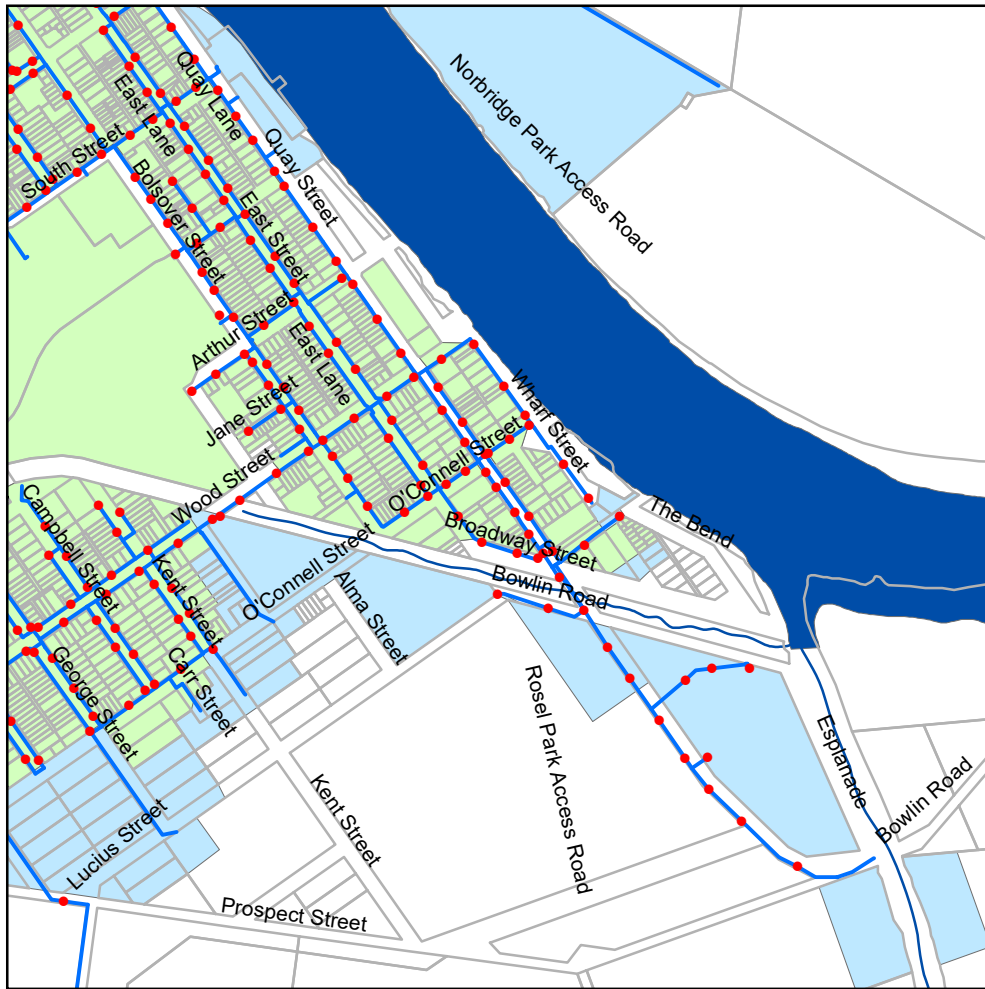 Norbridge Park Access Road
Quay Lane
East Lane
South Street
Quay Street
Bolsover Street
East Street
Arthur Street
East Lane
Jane Street
Wharf Street
Wood Street
O'Connell Street
Campbell Street
The Bend
Broadway Street
O'Connell Street
Kent Street
Bowlin Road
Alma Street
Carr Street
George Street
Rosel Park Access Road
Esplanade
Bowlin Road
Kent Street
Lucius Street
Prospect Street